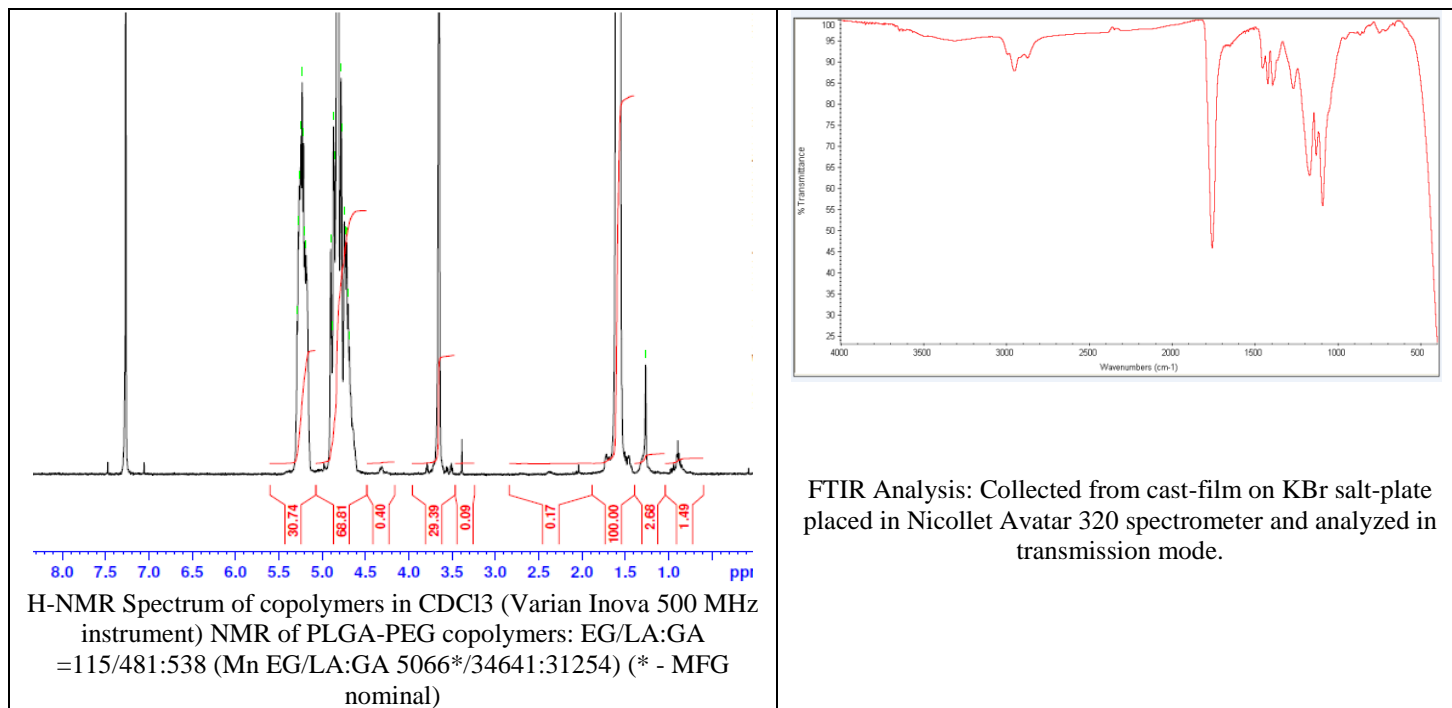 30.74
68.81
0.40
29.39
0.09
0.17
100.00
2.68
1.49
8.0 7.5 7.0 6.5 6.0 5.5 5.0 4.5 4.0 3.5 3.0 2.5 2.0 1.5 1.0 ppm
H-NMR Spectrum of copolymers in CDCl3 (Varian Inova 500 MHz
instrument) NMR of PLGA-PEG copolymers: EG/LA:GA
=115/481:538 (Mn EG/LA:GA 5066*/34641:31254) (* - MFG
nominal)
100
95
90
85
80
75
70
65
60
55
50
45
40
35
30
25
% Transmittance
4000 3500 3000 2500 2000 1500 1000 500
Wavenumbers (cm-1)
FTIR Analysis: Collected from cast-film on KBr salt-plate
placed in Nicollet Avatar 320 spectrometer and analyzed in
transmission mode.